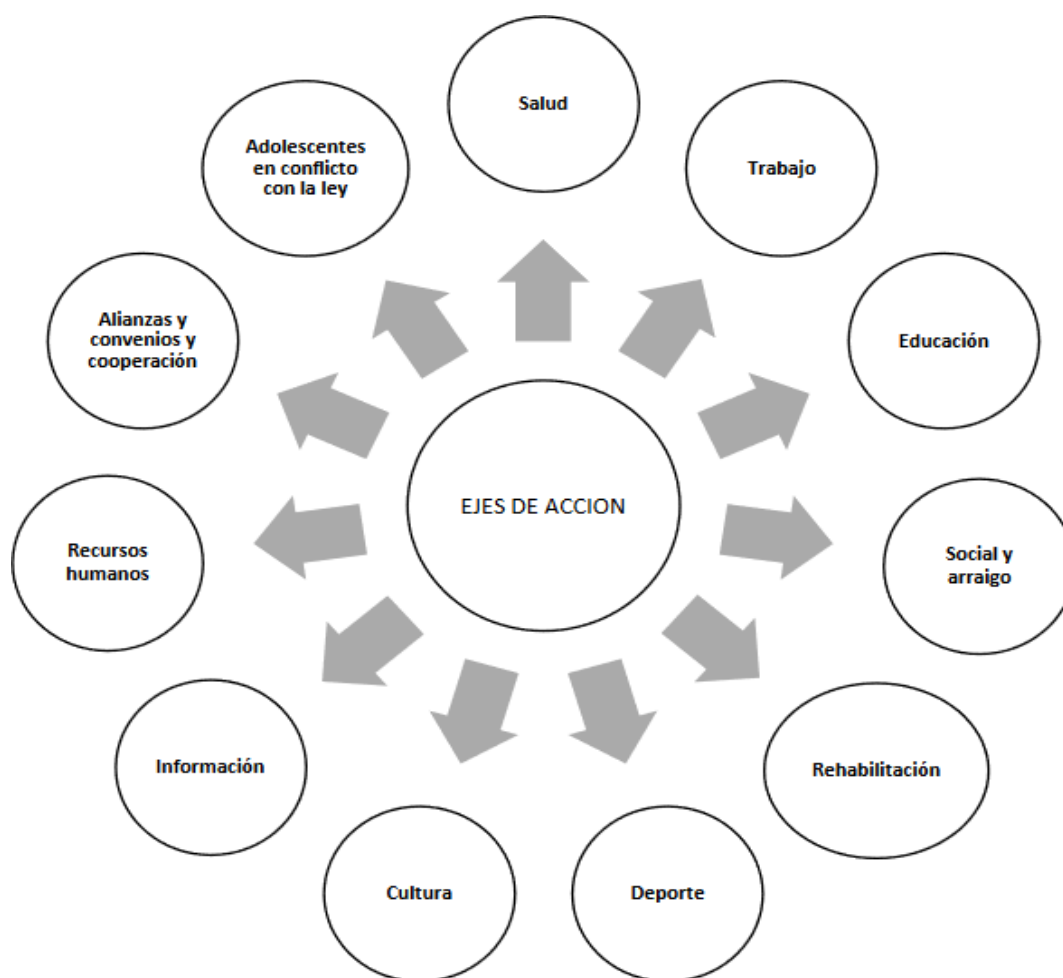 Salud
Trabajo
Educación
Social y
arraigo
Rehabilitación
Deporte
Cultura
Información
Recursos
humanos
Alianzas y
convenios y
cooperación
Adolescentes
en conflicto
con la ley
EJES DE ACCION